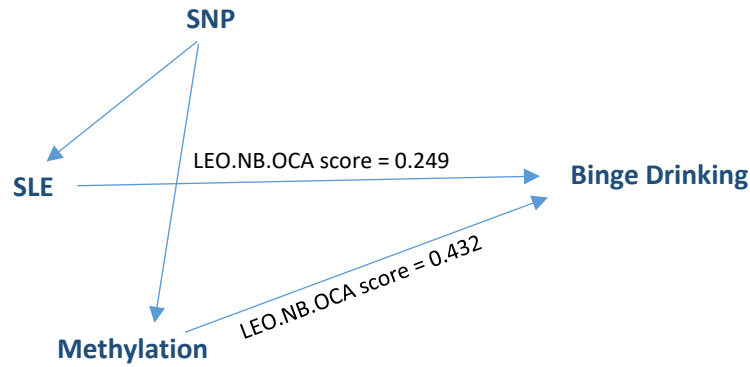 SNP
LEO.NB.OCA score = 0.249
SLE
Binge Drinking
LEO.NB.OCA score = 0.432
Methylation